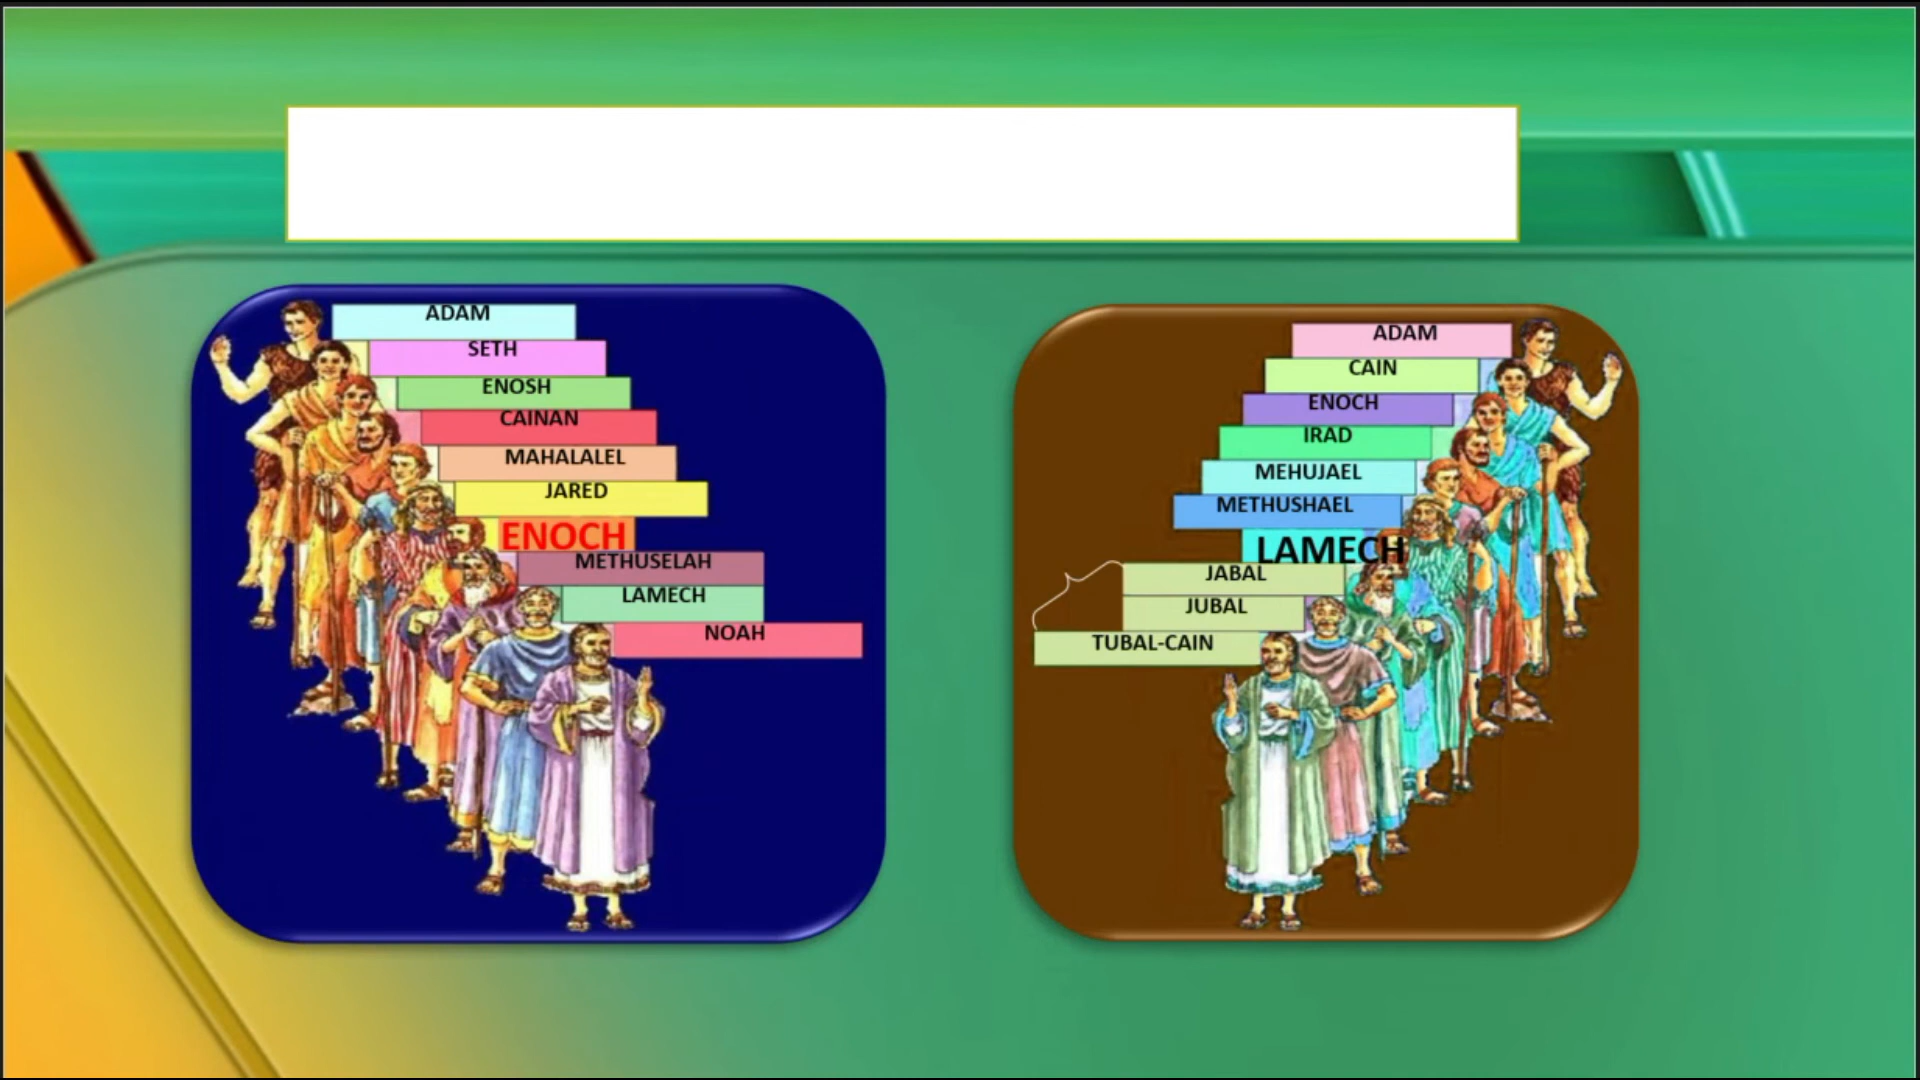 ADAM
SETH
ENOSH
CAINAN
MAHALALEL
JARED
ENOCH
METHUSELAH
LAMECH
NOAH
ADAM
CAIN
ENOCH
IRAD
MEHUJAEL
METHUSHAEL
LAMECH
JABAL
JUBAL
TUBAL-CAIN